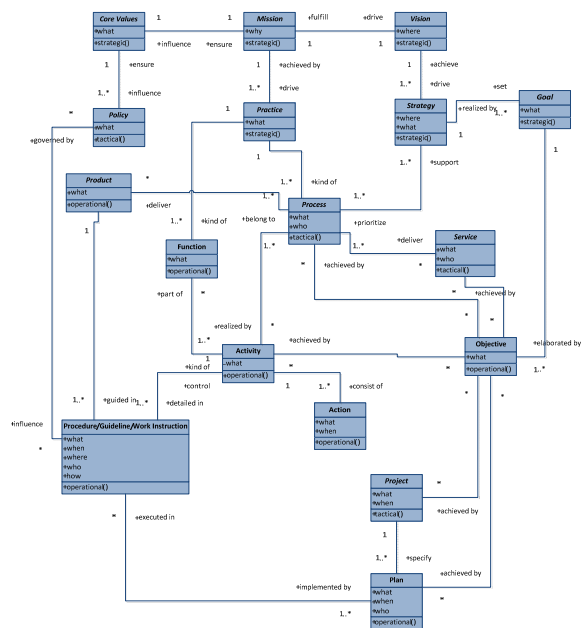 Core Values
+what
+strategic()
1
1
+influence
+ensure
Mission
+why
+strategic()
+fulfill
+drive
1
1
Vision
+where
+strategic()
1
+ensure
1..*
+influence
1
+achieved by
1..*
+drive
1
+achieve
1..*
+drive
*
Policy
+what
+tactical()
+governed by
1
Practice
+what
+strategic()
1
Strategy
+where
+what
+strategic()
+set
+realized by
1..*
1
Goal
+what
+strategic()
1
1..*
+support
Product
+what
+operational()
*
+deliver
1
1..*
1..*
+kind of
1..*
Process
+what
+who
+tactical()
+belong to
1..*
+prioritize
1..*
+deliver
*
Service
+what
+who
+tactical()
1..*
+kind of
Function
+what
+operational()
+part of
*
*
+achieved by
*
+achieved by
*
*
+realized by
*
1
Activity
-what
+operational()
+achieved by
*
+kind of
+control
1
1..*
+consist of
Objective
+what
+operational()
*
*
*
+elaborated by
1..*
1..*
+guided in
1..*
+detailed in
Action
+what
+when
+operational()
+influence
*
Procedure/Guideline/Work Instruction
+what
+when
+where
+who
+how
+operational()
*
+executed in
Project
+what
+when
+tactical()
*
+achieved by
1
1..*
+specify
+implemented by
1..*
Plan
+what
+when
+who
+operational()
+achieved by
*